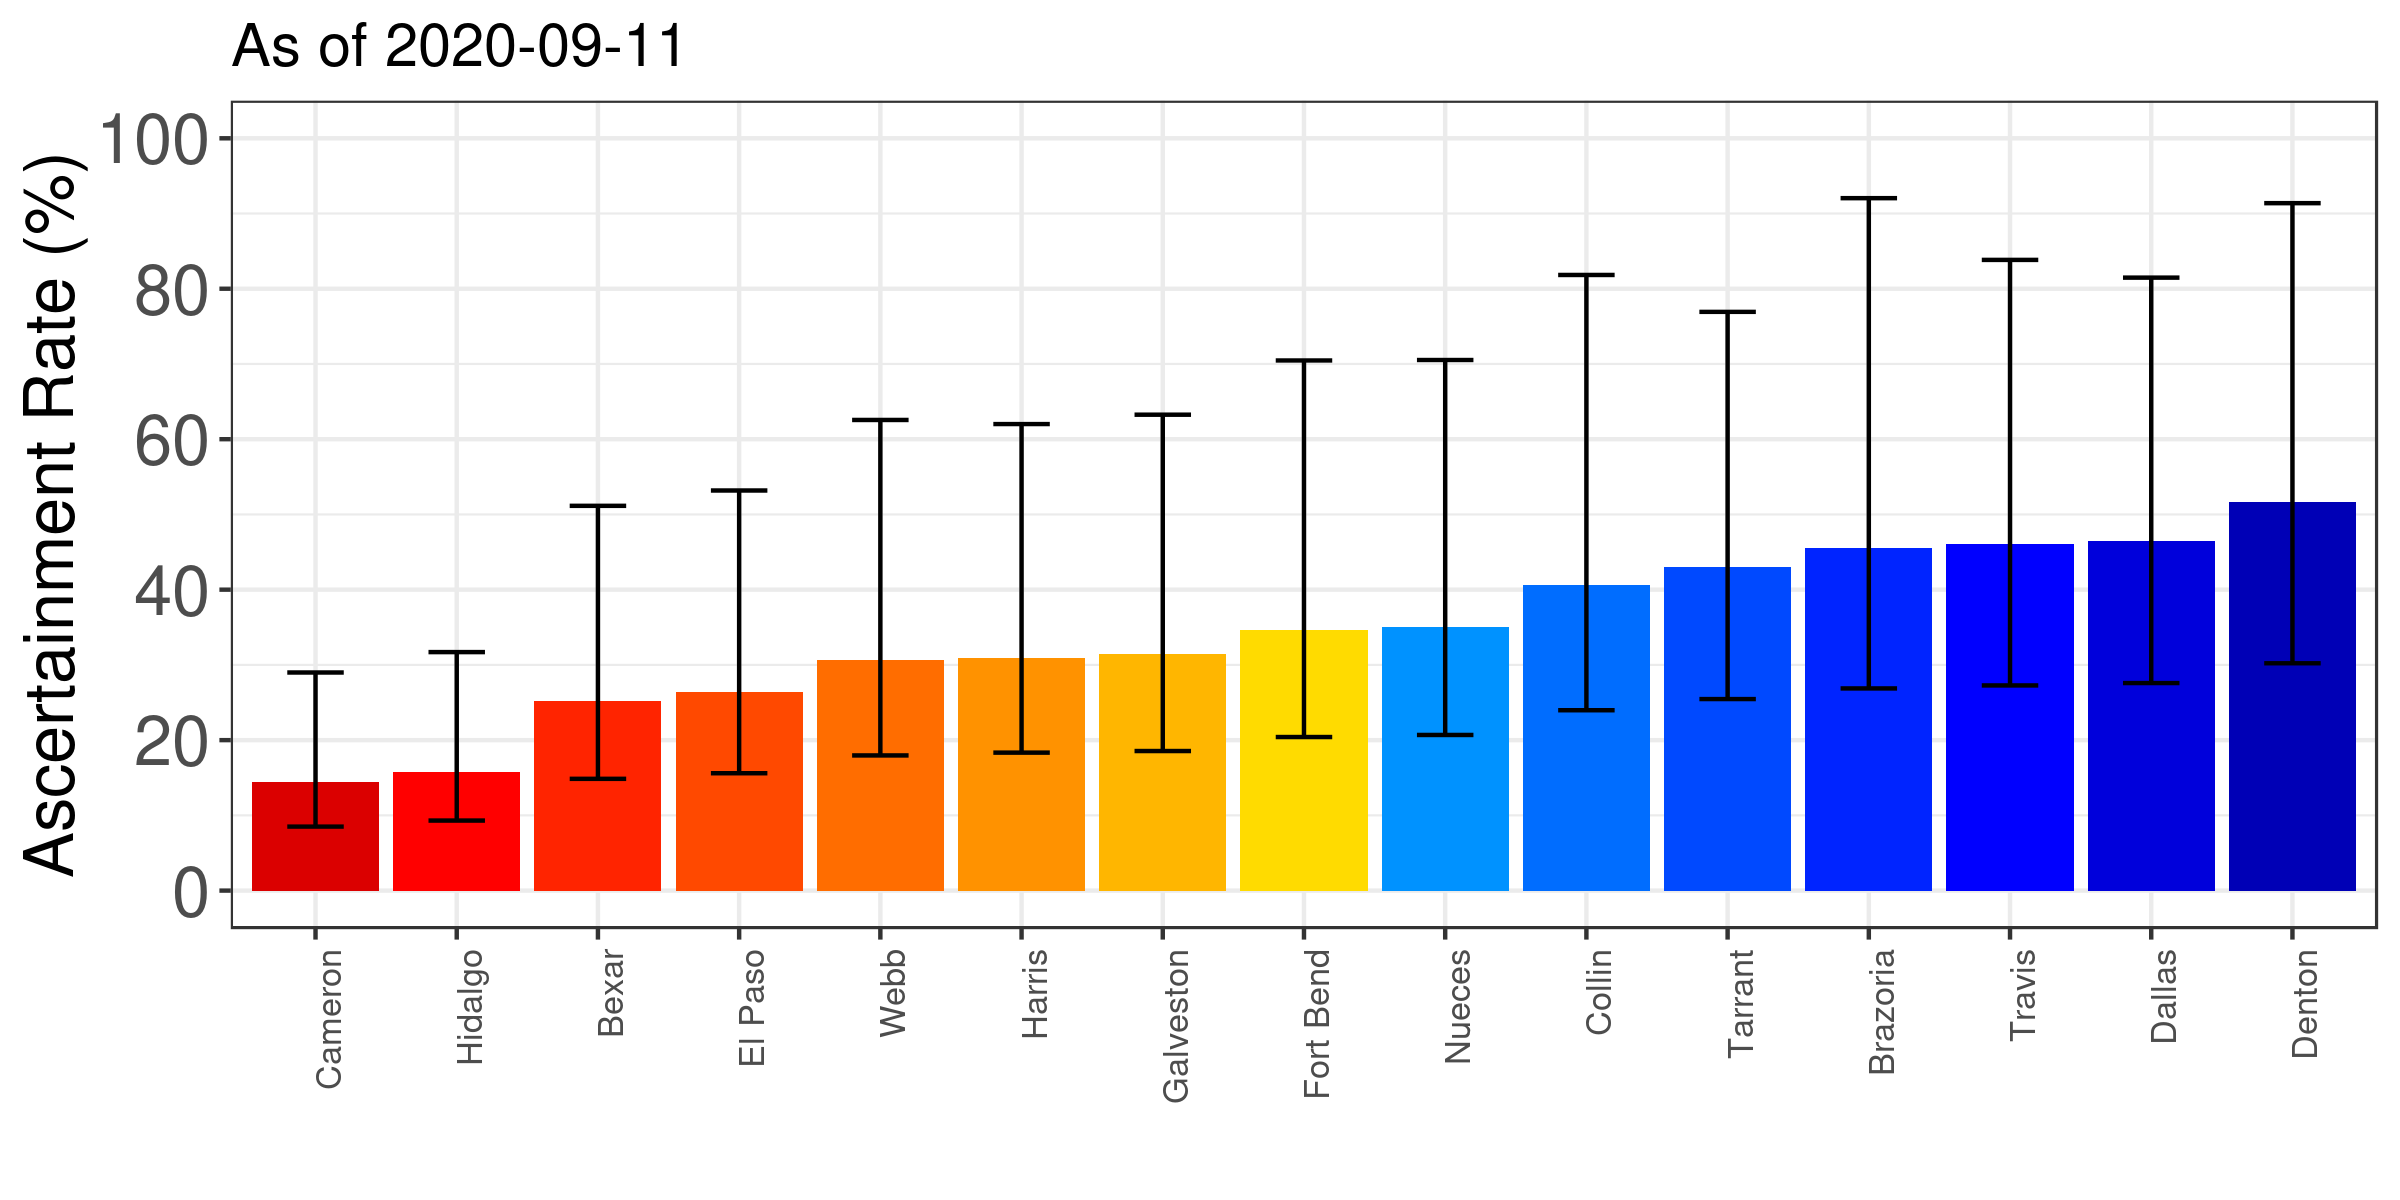 As of 2020-09-11
Ascertainment Rate (%)
100
80
60
40
20
0
Cameron
Hidalgo
Bexar
El Paso
Webb
Harris
Galveston
Fort Bend
Nueces
Collin
Tarrant
Brazoria
Travis
Dallas
Denton